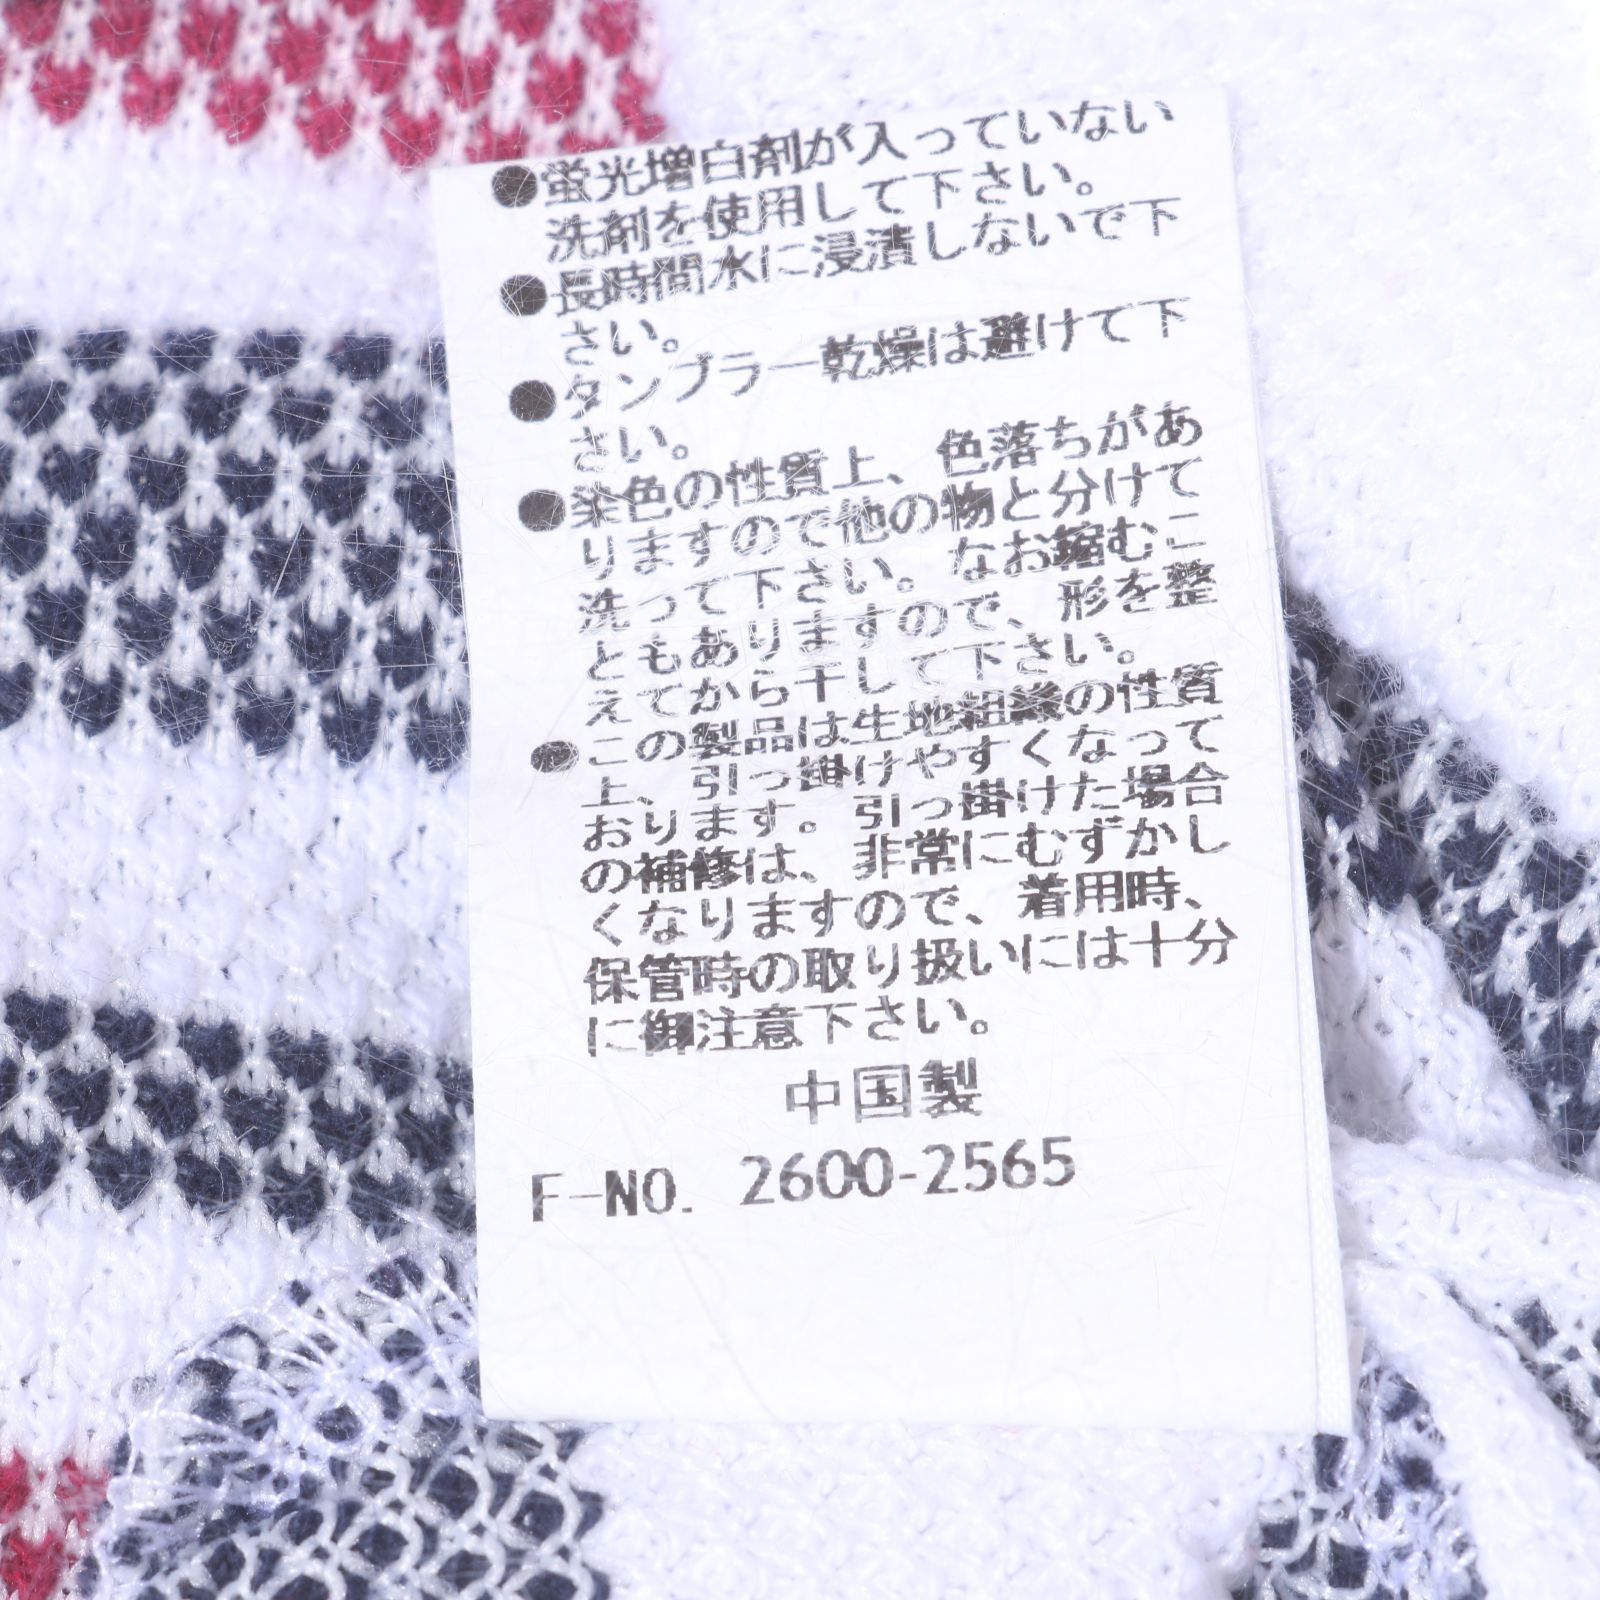 ●蛍光増白剤が入っていない
洗剤を使用して下さい。
●長時間水に浸漬しないで下
さい。
●タンブラー乾燥は避けて下
さい。
●染色の性質上、色落ちがあ
りますので他の物と分けて
洗って下さい。なお縮むこ
ともありますので、形を整
えてから干して下さい。
●この製品は生地組織の性質
上、引っ掛けやすくなって
おります。引っ掛けた場合
の補修は、非常にむずかし
くなりますので、着用時、
保管時の取り扱いには十分
に御注意下さい。
中国製
F-NO. 2600-2565